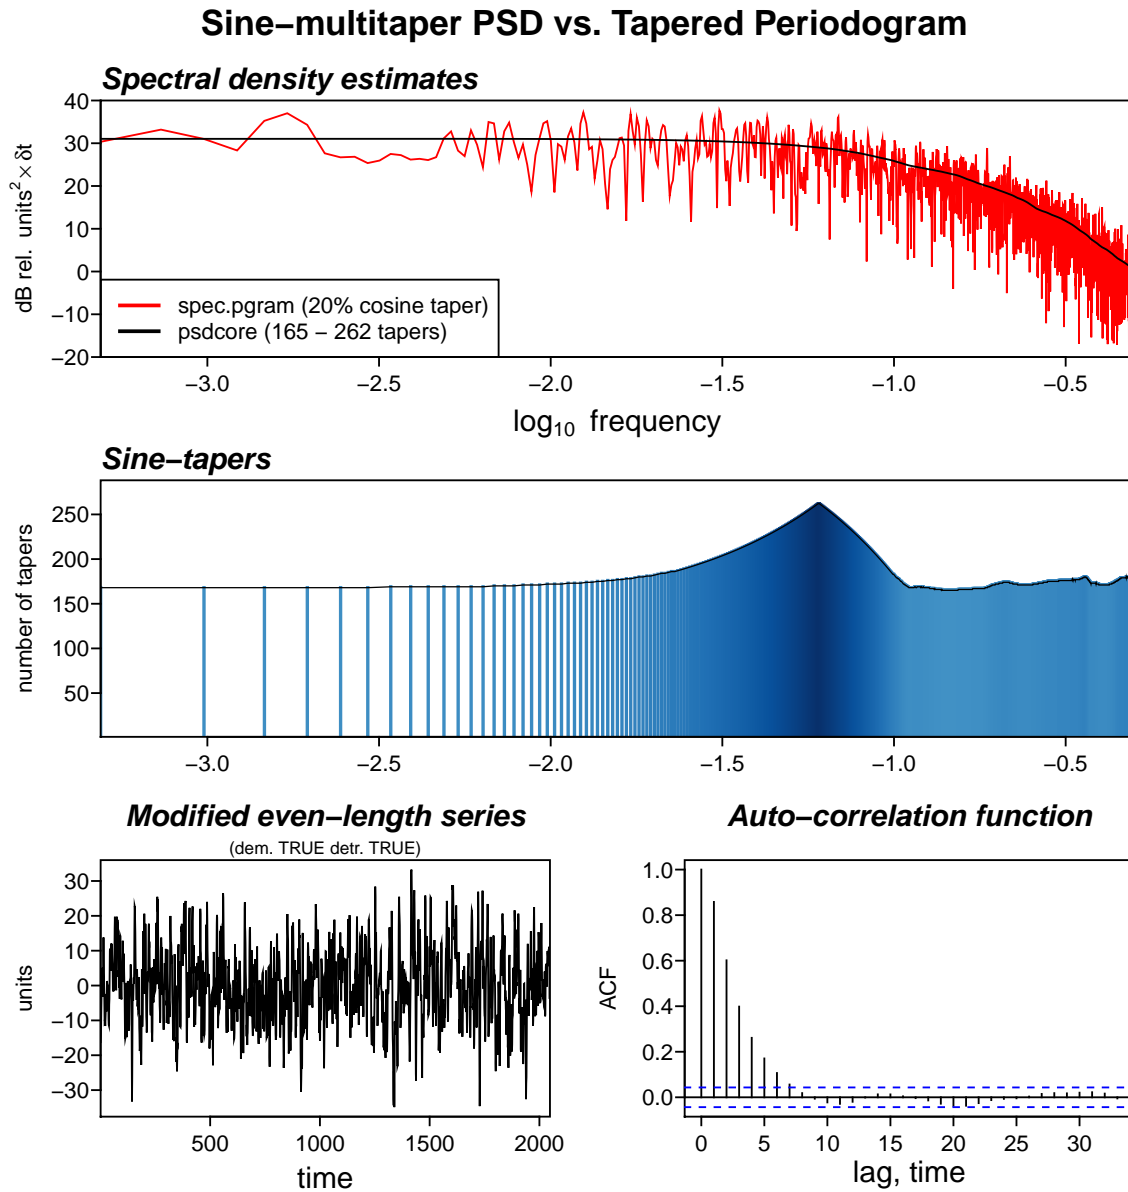 Sine−multitaper PSD vs. Tapered Periodogram
Spectral density estimates
dB rel. units² × δt
40
30
20
10
0
−10
−20
spec.pgram (20% cosine taper)
psdcore (165 − 262 tapers)
−3.0 −2.5 −2.0 −1.5 −1.0 −0.5
log₁₀ frequency
Sine−tapers
number of tapers
250
200
150
100
50
−3.0 −2.5 −2.0 −1.5 −1.0 −0.5
Modified even−length series
(dem. TRUE detr. TRUE)
units
30
20
10
0
−10
−20
−30
500 1000 1500 2000
time
Auto−correlation function
ACF
1.0
0.8
0.6
0.4
0.2
0.0
0 5 10 15 20 25 30
lag, time